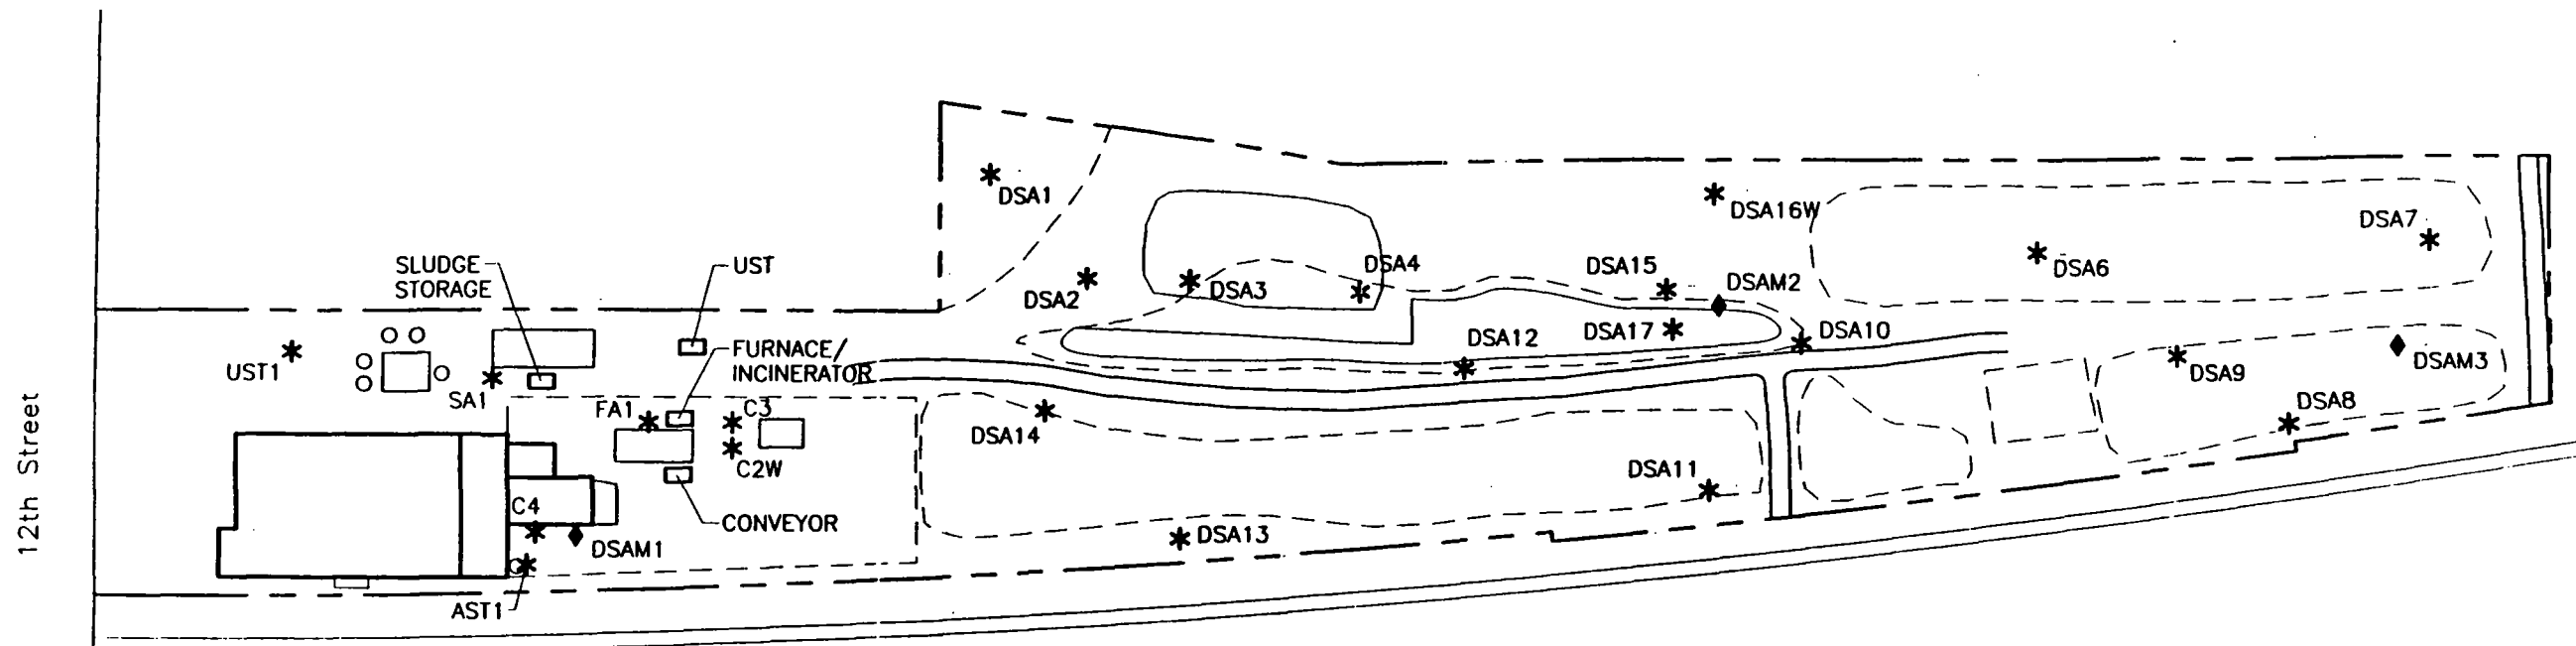 DSA1
DSA16W
DSA7
SLUDGE
STORAGE
UST
DSA2
DSA3
DSA4
DSA15
DSAM2
DSA6
UST1
FURNACE/
INCINERATOR
DSA12
DSA17
DSA10
DSA9
DSAM3
SA1
FA1
C3
DSA14
DSA8
12th Street
C2W
DSA11
C4
CONVEYOR
DSAM1
DSA13
AST1